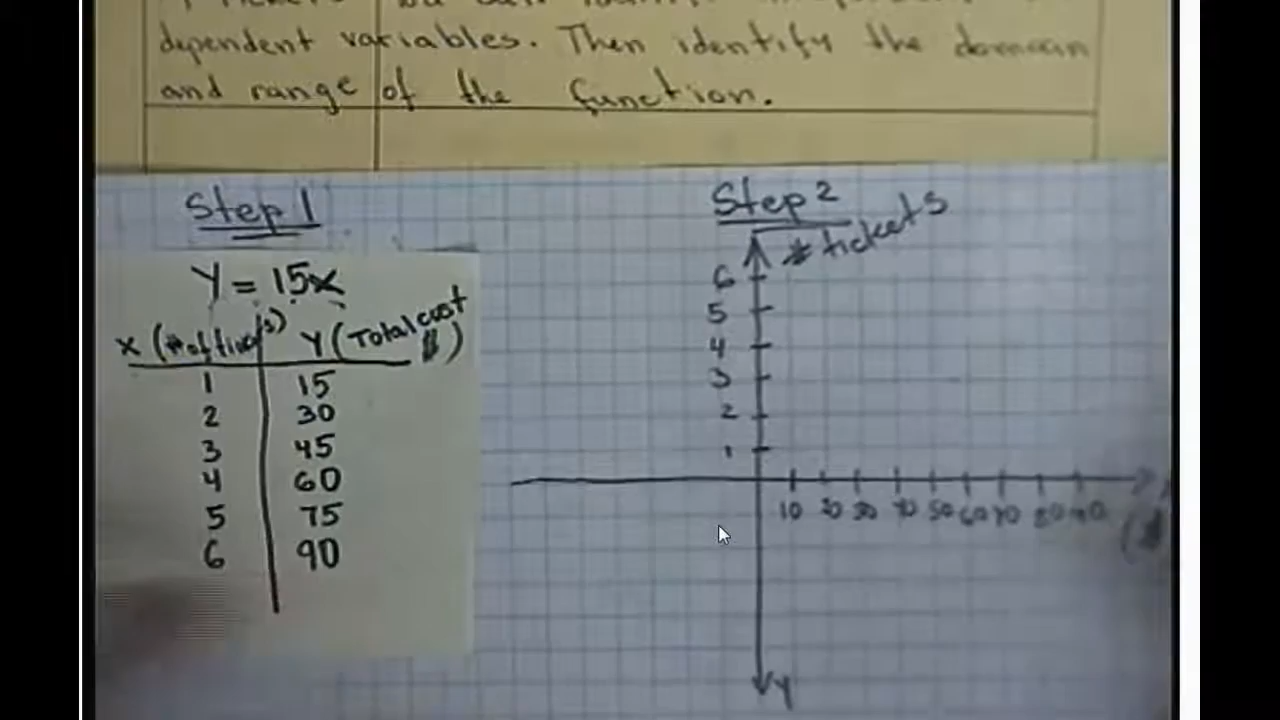 dependent variables. Then identify the domain
and range of the function.
Step 1
Y = 15x
Y (Total cost $)
1 15
2 30
3 45
4 60
5 75
6 90
Step 2
# tickets
6
5
4
3
2
1
10 20 30 40 50 60 70 80 90
($
Y